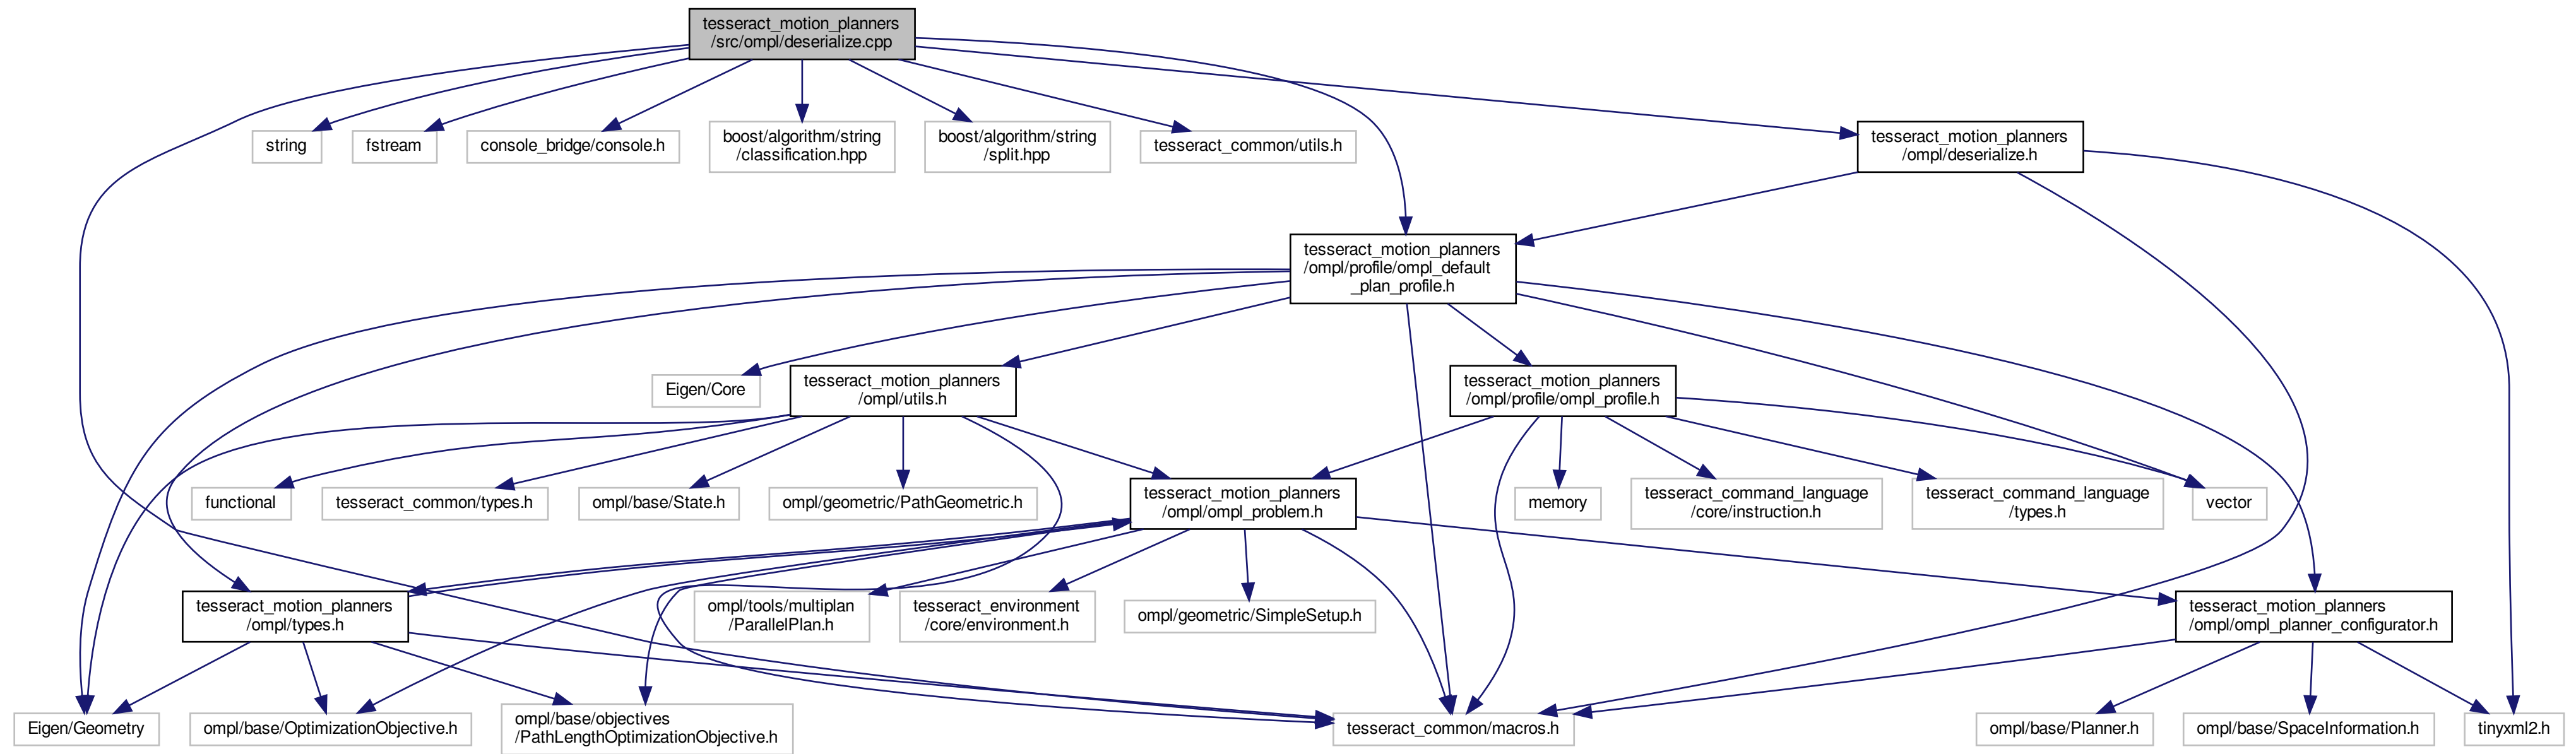 tesseract_motion_planners
/src/ompl/deserialize.cpp
string
fstream
console_bridge/console.h
boost/algorithm/string
/classification.hpp
boost/algorithm/string
/split.hpp
tesseract_common/utils.h
tesseract_motion_planners
/ompl/deserialize.h
tesseract_motion_planners
/ompl/profile/ompl_default
_plan_profile.h
Eigen/Core
tesseract_motion_planners
/ompl/utils.h
tesseract_motion_planners
/ompl/profile/ompl_profile.h
functional
tesseract_common/types.h
ompl/base/State.h
ompl/geometric/PathGeometric.h
tesseract_motion_planners
/ompl/ompl_problem.h
memory
tesseract_command_language
/core/instruction.h
tesseract_command_language
/types.h
vector
tesseract_motion_planners
/ompl/types.h
ompl/tools/multiplan
/ParallelPlan.h
tesseract_environment
/core/environment.h
ompl/geometric/SimpleSetup.h
tesseract_motion_planners
/ompl/ompl_planner_configurator.h
Eigen/Geometry
ompl/base/OptimizationObjective.h
ompl/base/objectives
/PathLengthOptimizationObjective.h
tesseract_common/macros.h
ompl/base/Planner.h
ompl/base/SpaceInformation.h
tinyxml2.h